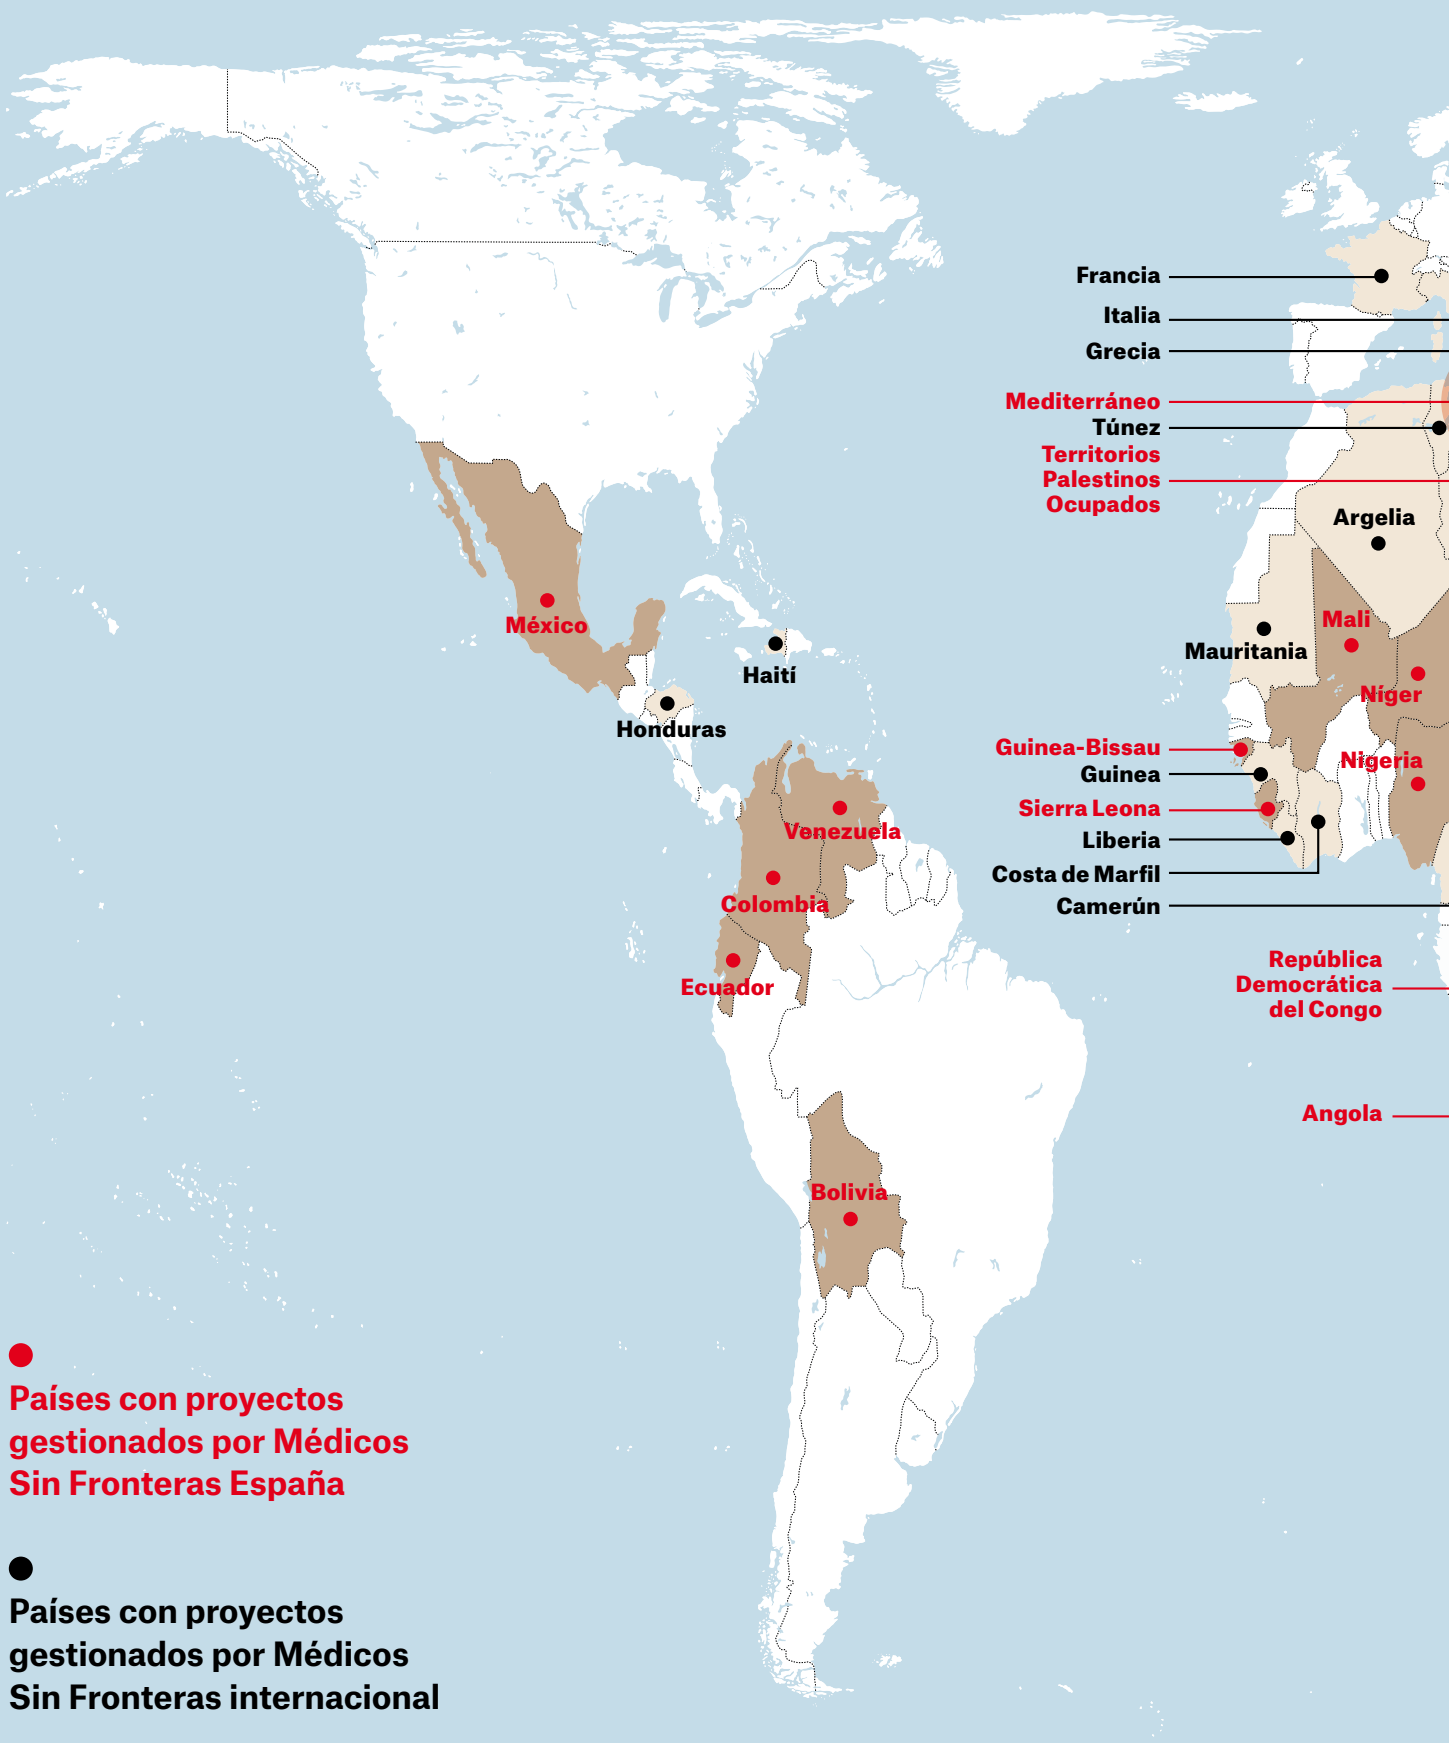 Francia
Italia
Grecia
Mediterráneo
Túnez
Territorios
Palestinos
Ocupados
Argelia
México
Mali
Mauritania
Haití
Níger
Honduras
Guinea-Bissau
Guinea
Nigeria
Sierra Leona
Venezuela
Liberia
Costa de Marfil
Colombia
Camerún
República
Democrática
del Congo
Ecuador
Angola
Bolivia
Países con proyectos
gestionados por Médicos
Sin Fronteras España
Países con proyectos
gestionados por Médicos
Sin Fronteras internacional